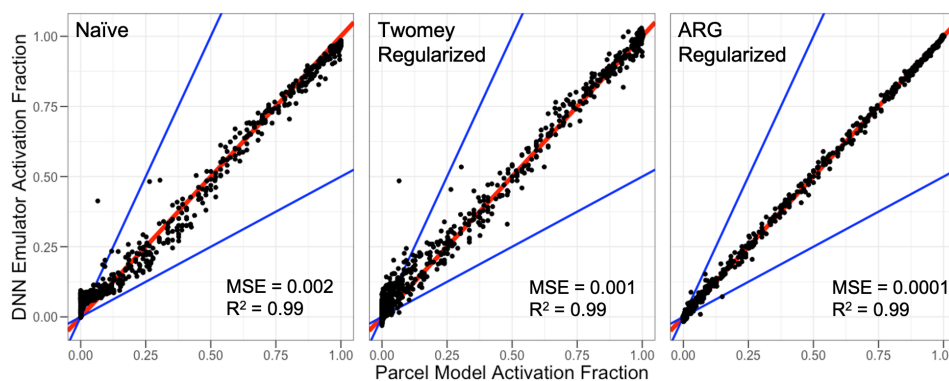 Naïve
Twomey
Regularized
ARG
Regularized
DNN Emulator Activation Fraction
1.00
0.75
0.50
0.25
0.00
MSE = 0.002
R² = 0.99
MSE = 0.001
R² = 0.99
MSE = 0.0001
R² = 0.99
0.00 0.25 0.50 0.75 1.00
0.00 0.25 0.50 0.75 1.00
0.00 0.25 0.50 0.75 1.0
Parcel Model Activation Fraction